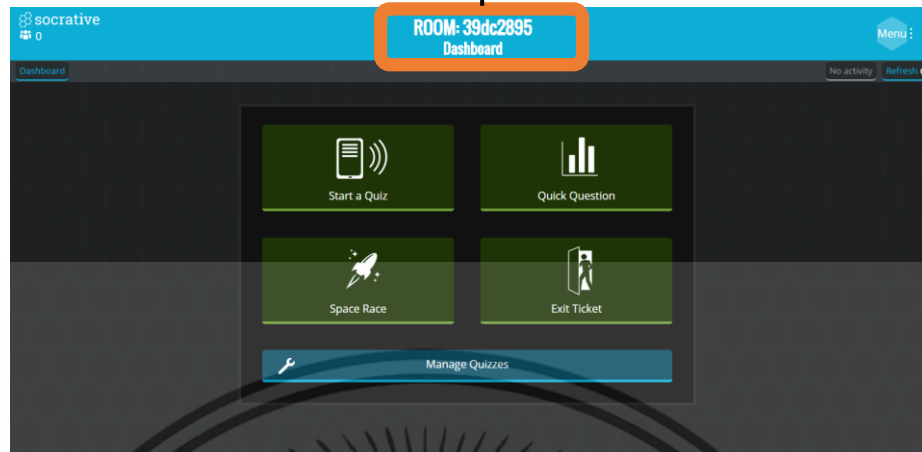 socrative
0
ROOM: 39dc2895
Dashboard
Menu
Dashboard
No activity
Refresh
Start a Quiz
Quick Question
Space Race
Exit Ticket
Manage Quizzes